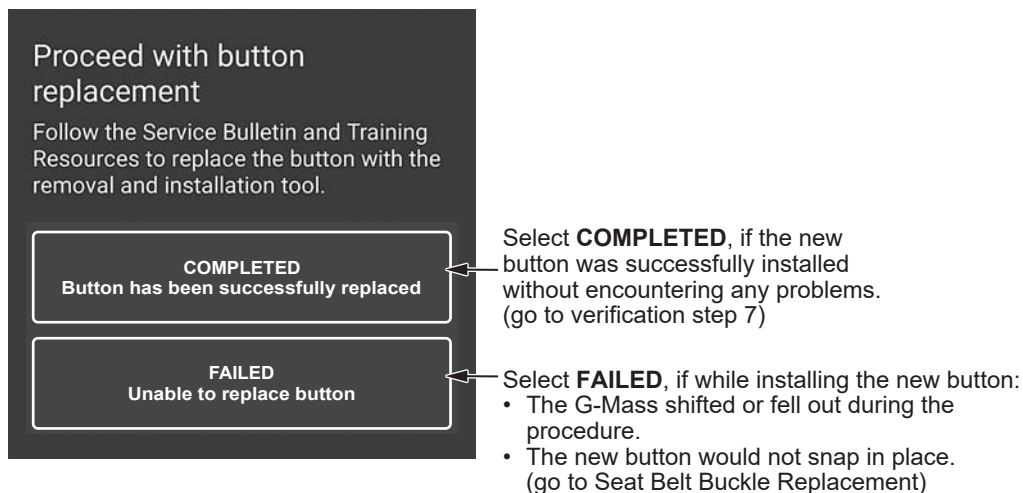 Proceed with button
replacement
Follow the Service Bulletin and Training
Resources to replace the button with the
removal and installation tool.
COMPLETED
Button has been successfully replaced
Select COMPLETED, if the new
button was successfully installed
without encountering any problems.
(go to verification step 7)
FAILED
Unable to replace button
Select FAILED, if while installing the new button:
• The G-Mass shifted or fell out during the
procedure.
• The new button would not snap in place.
(go to Seat Belt Buckle Replacement)